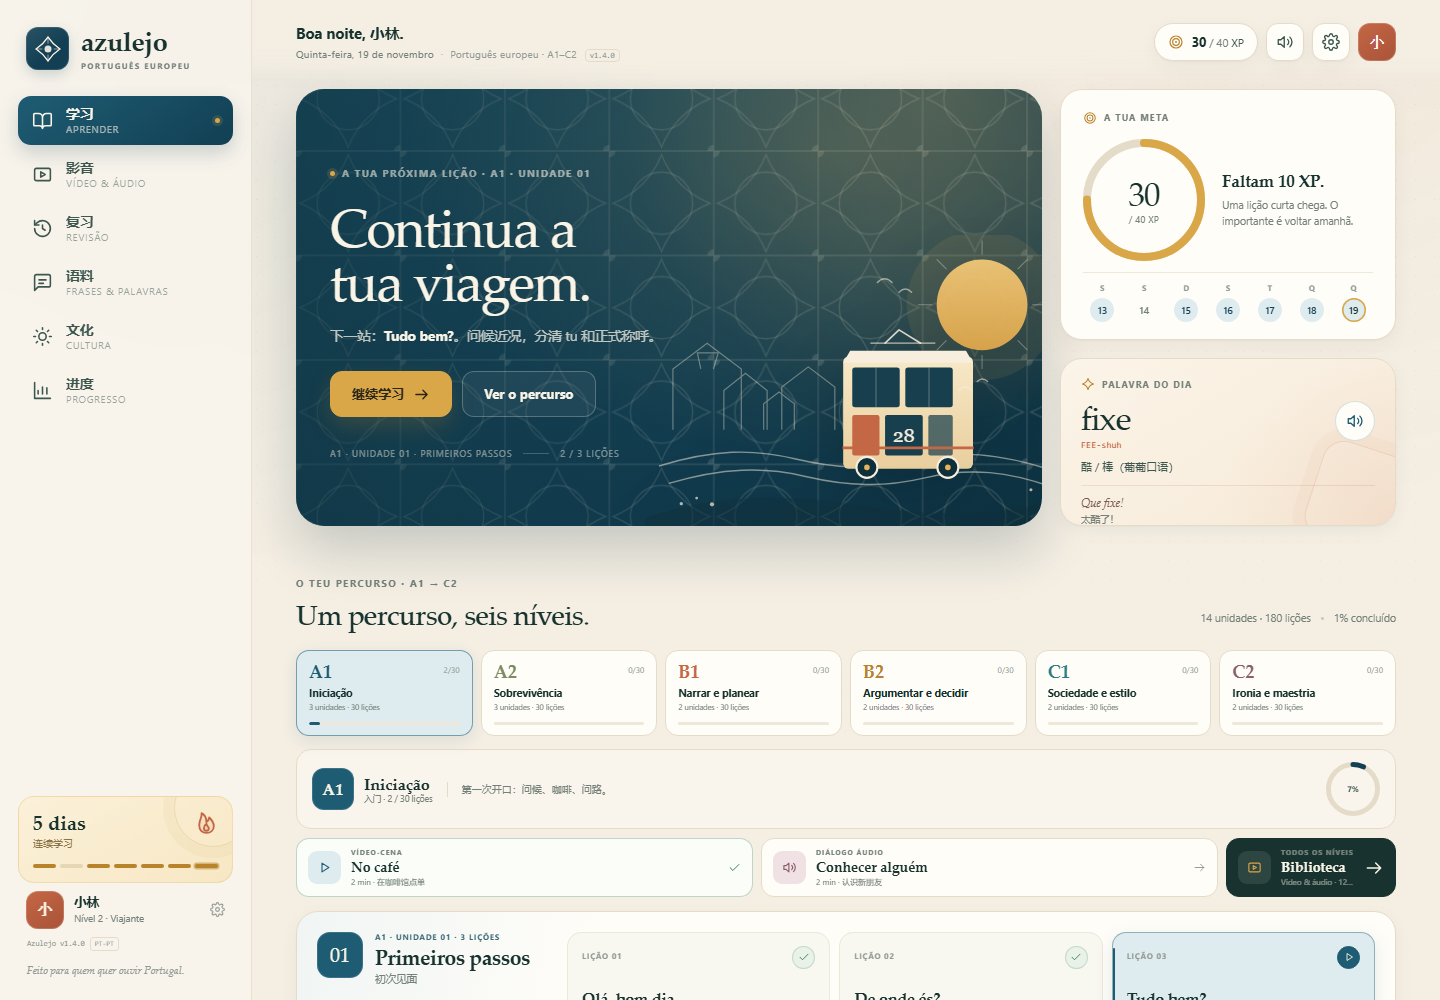 azulejo
PORTUGUÊS EUROPEU
学习
APRENDER
影音
VÍDEO & ÁUDIO
复习
REVISÃO
语料
FRASES & PALAVRAS
文化
CULTURA
进度
PROGRESSO
5 dias
连续学习
小
小林
Nível 2 · Viajante
Azulejo v1.4.0 PT-PT
Feito para quem quer ouvir Portugal.
Boa noite, 小林.
Quinta-feira, 19 de novembro · Português europeu · A1–C2 v1.4.0
30 / 40 XP
小
A TUA PRÓXIMA LIÇÃO · A1 · UNIDADE 01
Continua a
tua viagem.
下一站：Tudo bem?。问候近况，分清 tu 和正式称呼。
继续学习 →
Ver o percurso
A1 · UNIDADE 01 · PRIMEIROS PASSOS
2 / 3 LIÇÕES
28
A TUA META
30
/ 40 XP
Faltam 10 XP.
Uma lição curta chega. O
importante é voltar amanhã.
S S D S T Q Q
13 14 15 16 17 18 19
PALAVRA DO DIA
fixe
FEE-shuh
酷 / 棒（葡萄口语）
Que fixe!
太酷了！
O TEU PERCURSO · A1 → C2
Um percurso, seis níveis.
14 unidades · 180 lições · 1% concluído
A1 2/30
Iniciação
3 unidades · 30 lições
A2 0/30
Sobrevivência
3 unidades · 30 lições
B1 0/30
Narrar e planear
2 unidades · 30 lições
B2 0/30
Argumentar e decidir
2 unidades · 30 lições
C1 0/30
Sociedade e estilo
2 unidades · 30 lições
C2 0/30
Ironia e maestria
2 unidades · 30 lições
A1
Iniciação
入门 · 2 / 30 lições
第一次开口：问候、咖啡、问路。
7%
VÍDEO-CENA
No café
2 min · 在咖啡馆点单
DIÁLOGO ÁUDIO
Conhecer alguém
2 min · 认识新朋友
TODOS OS NÍVEIS
Biblioteca
Vídeo & áudio · 12...
01
A1 · UNIDADE 01 · 3 LIÇÕES
Primeiros passos
初次见面
LIÇÃO 01
Olá, bom dia
LIÇÃO 02
De onde és?
LIÇÃO 03
Tudo bem?